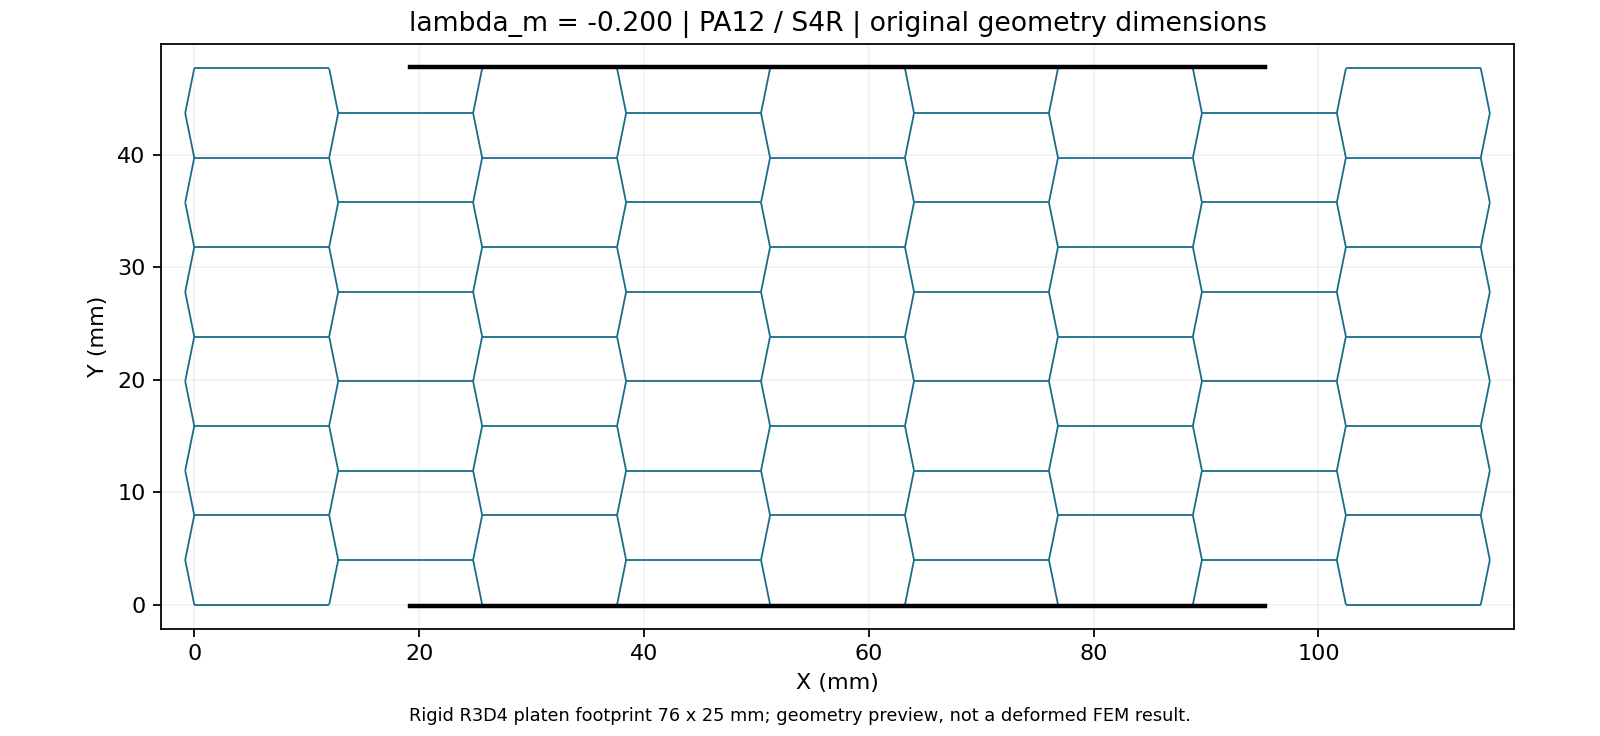 lambda_m = -0.200 | PA12 / S4R | original geometry dimensions
40
30
20
10
0
Y (mm)
0 20 40 60 80 100
X (mm)
Rigid R3D4 platen footprint 76 x 25 mm; geometry preview, not a deformed FEM result.